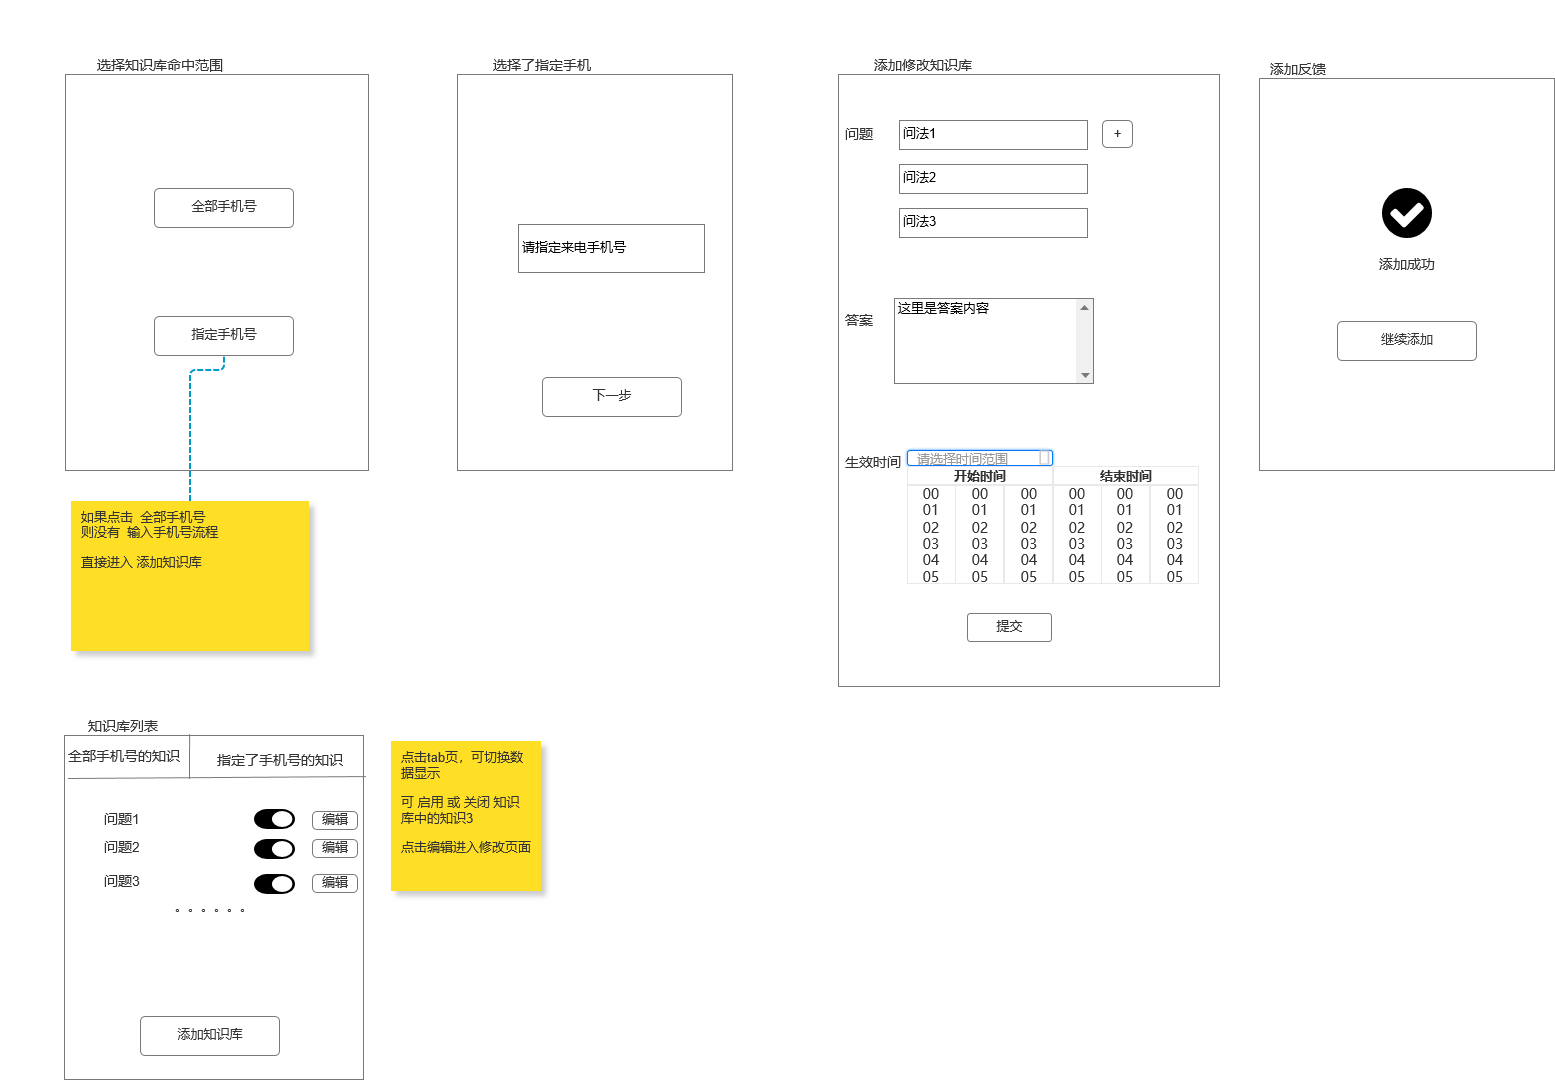 选择知识库命中范围
全部手机号
指定手机号
如果点击 全部手机号
则没有 输入手机号流程
直接进入 添加知识库
选择了指定手机
请指定来电手机号
下一步
添加修改知识库
问题
问法1
+
问法2
问法3
答案
这里是答案内容
生效时间
请选择时间范围
开始时间 结束时间
00 00 00 00 00 00
01 01 01 01 01 01
02 02 02 02 02 02
03 03 03 03 03 03
04 04 04 04 04 04
05 05 05 05 05 05
提交
添加反馈
添加成功
继续添加
知识库列表
全部手机号的知识
指定了手机号的知识
问题1 编辑
问题2 编辑
问题3 编辑
。。。。。。
添加知识库
点击tab页，可切换数
据显示
可 启用 或 关闭 知识
库中的知识3
点击编辑进入修改页面